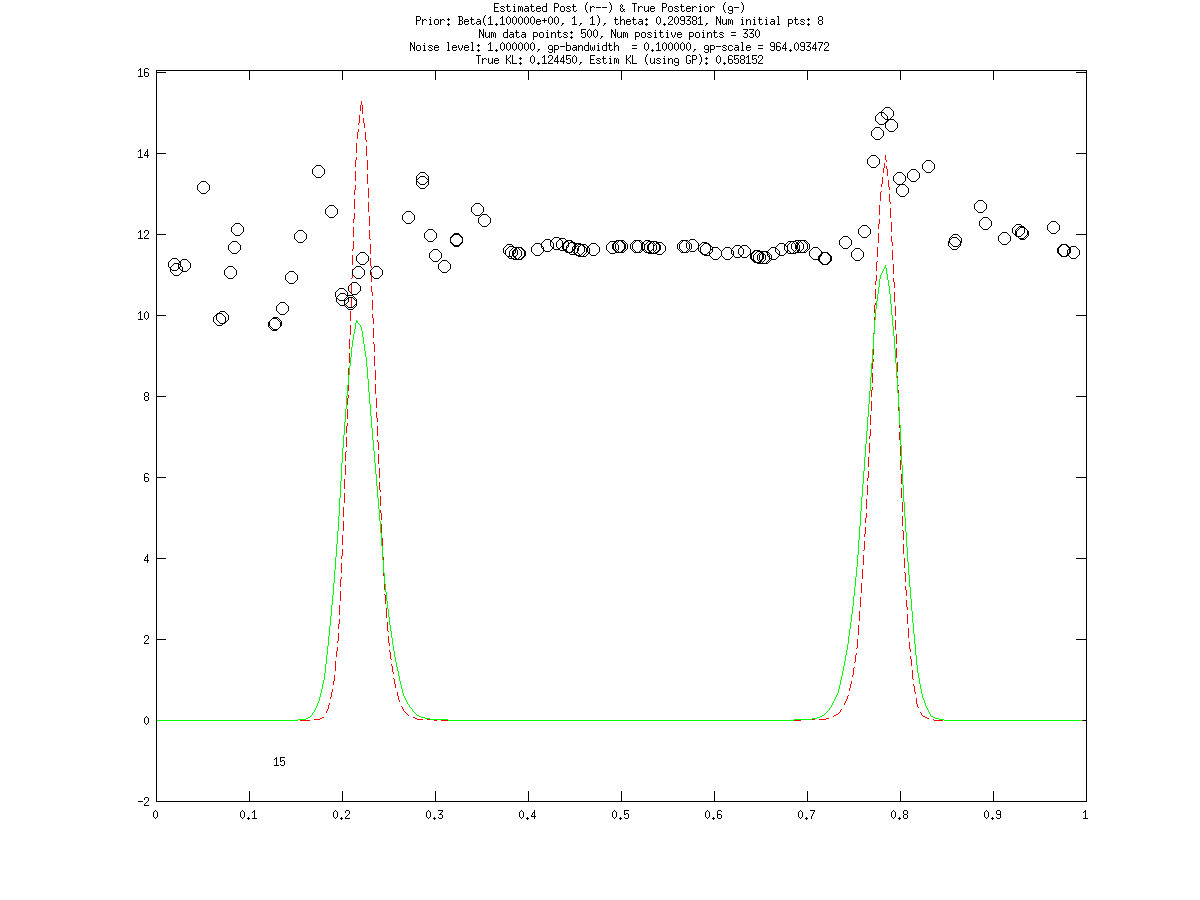 Estimated Post (r--) & True Posterior (g-)
Prior: Beta(1.100000e+00, 1, 1), theta: 0.209381, Num initial pts: 8
Num data points: 500, Num positive points = 330
Noise level: 1.000000, gp-bandwidth  = 0.100000, gp-scale = 964.093472
True KL: 0.124450, Estim KL (using GP): 0.658152
16
14
12
10
8
6
4
2
0
15
-2
0 0.1 0.2 0.3 0.4 0.5 0.6 0.7 0.8 0.9 1